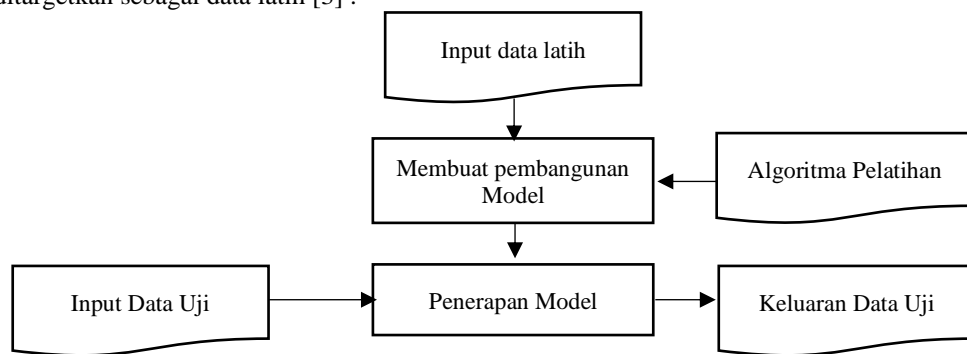 ditargetkan sebagai data latih [3] .
Input data latih
Membuat pembangunan
Model
Algoritma Pelatihan
Input Data Uji
Penerapan Model
Keluaran Data Uji